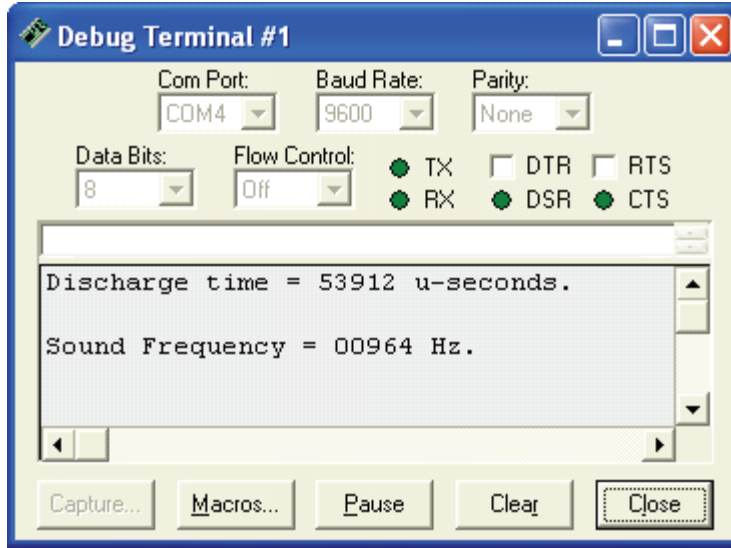 Debug Terminal #1
Com Port: Baud Rate: Parity:
COM4 9600 None
Data Bits: Flow Control: TX DTR RTS
8 Off RX DSR CTS
Discharge time = 53912 u-seconds.
Sound Frequency = 00964 Hz.
Capture... Macros... Pause Clear Close